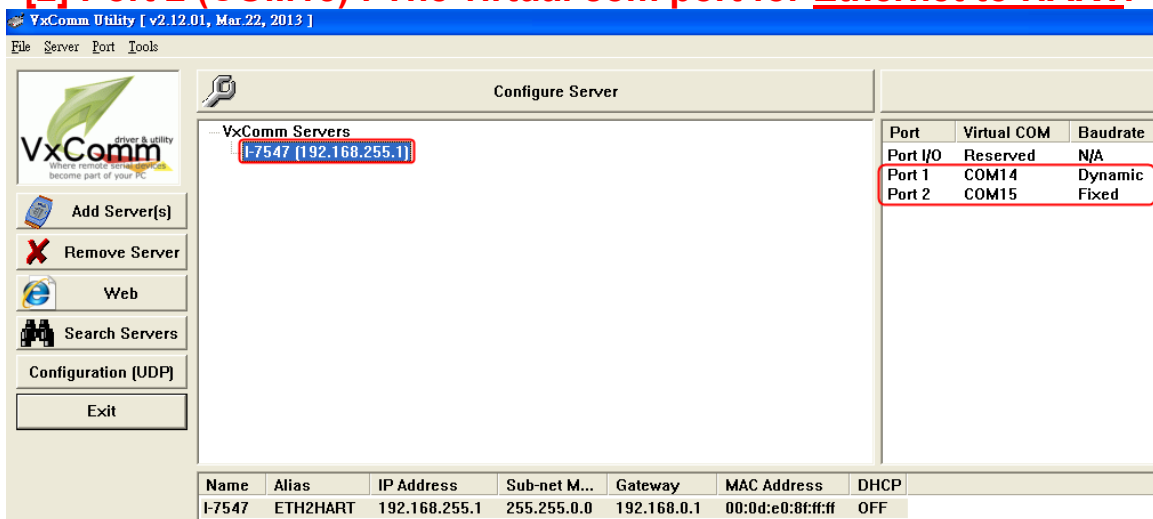 VxComm Utility [ v2.12.01, Mar.22, 2013 ]
File Server Port Tools
VxComm
driver & utility
Where remote serial devices
become part of your PC
Add Server(s)
Remove Server
Web
Search Servers
Configuration (UDP)
Exit
Configure Server
VxComm Servers
I-7547 (192.168.255.1)
Port Virtual COM Baudrate
Port I/O Reserved N/A
Port 1 COM14 Dynamic
Port 2 COM15 Fixed
Name Alias IP Address Sub-net M... Gateway MAC Address DHCP
I-7547 ETH2HART 192.168.255.1 255.255.0.0 192.168.0.1 00:0d:e0:8f:ff:ff OFF